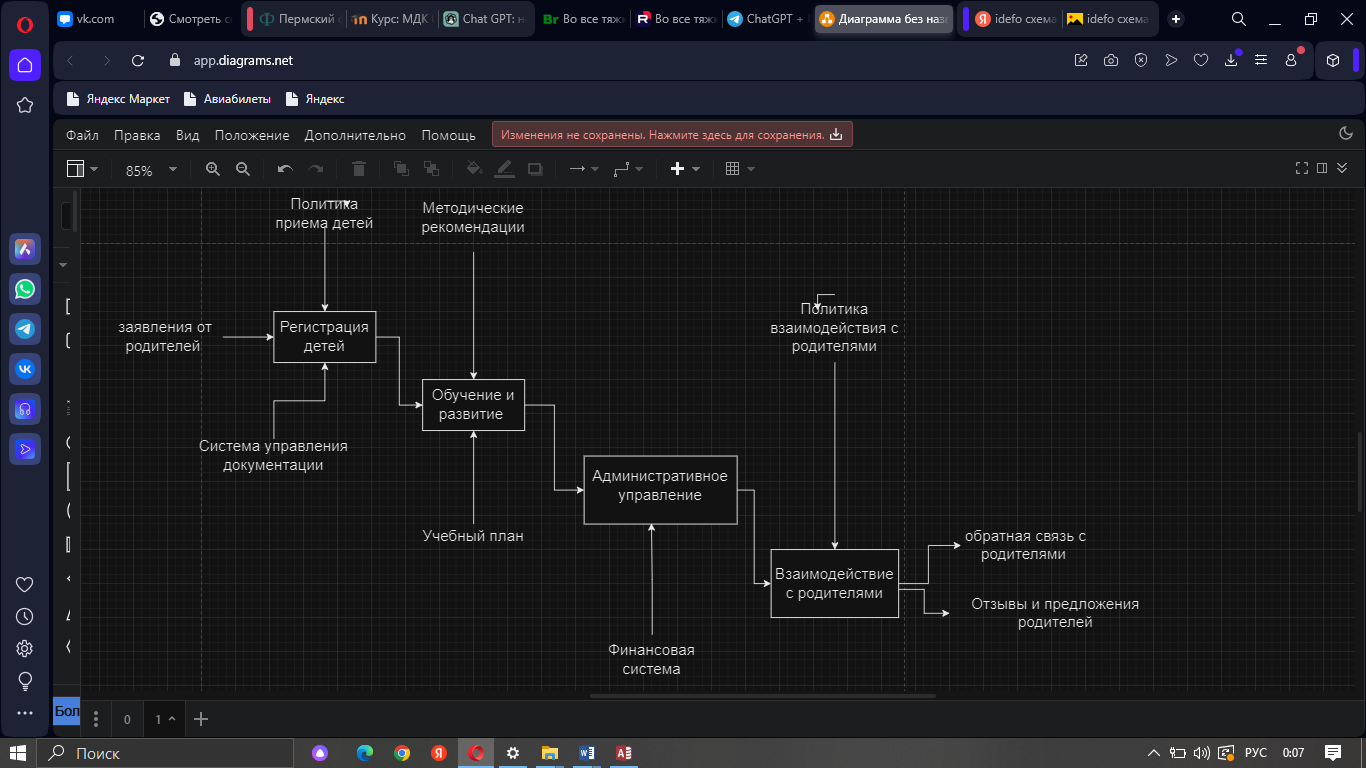 vk.com
Смотреть со
Пермский с
Курс: МДК
Chat GPT: н
Во все тяж
Во все тяж
ChatGPT +
Диаграмма без назв
idefo схема
idefo схема
app.diagrams.net
Яндекс Маркет
Авиабилеты
Яндекс
Файл
Правка
Вид
Положение
Дополнительно
Помощь
Изменения не сохранены. Нажмите здесь для сохранения.
85%
Политика
приема детей
Методические
рекомендации
заявления от
родителей
Регистрация
детей
Политика
взаимодействия с
родителями
Обучение и
развитие
Система управления
документации
Административное
управление
Учебный план
обратная связь с
родителями
Взаимодействие
с родителями
Отзывы и предложения
родителей
Финансовая
система
Бол
0
1
Поиск
РУС
0:07